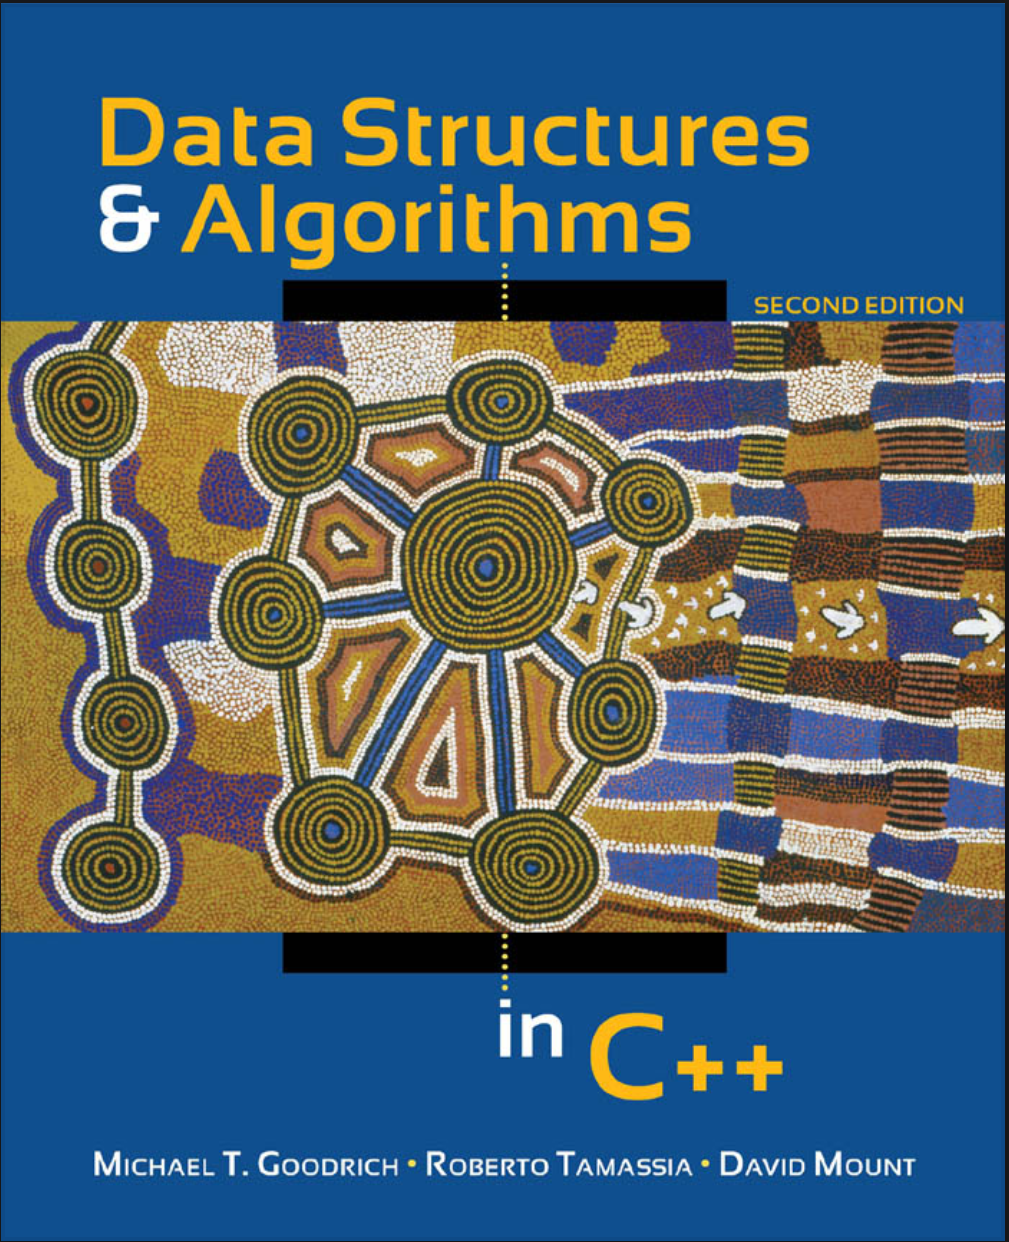 Data Structures
& Algorithms
SECOND EDITION
in C++
MICHAEL T. GOODRICH • ROBERTO TAMASSIA • DAVID MOUNT